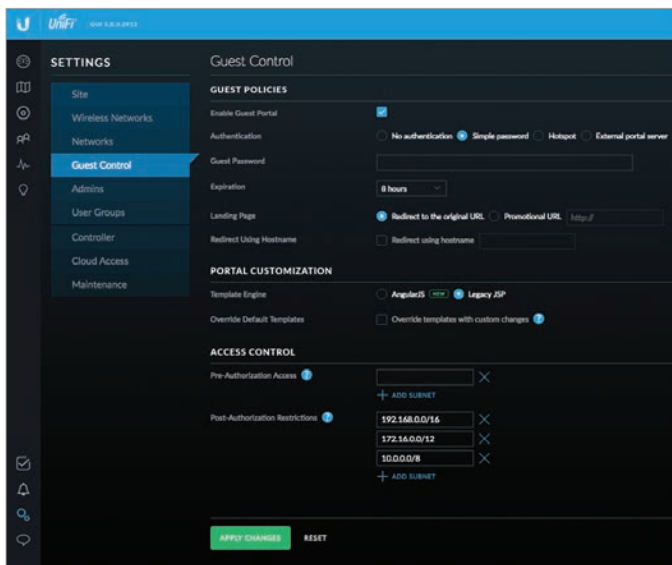 UniFi
SETTINGS
Site
Wireless Networks
Networks
Guest Control
Admins
User Groups
Controller
Cloud Access
Maintenance
Guest Control
GUEST POLICIES
Enable Guest Portal
Authentication No authentication Simple password Hotspot External portal server
Guest Password
Expiration 8 hours
Landing Page Redirect to the original URL Promotional URL http://
Redirect Using Hostname Redirect using hostname
PORTAL CUSTOMIZATION
Template Engine AngularJS NEW Legacy JSP
Override Default Templates Override templates with custom changes ?
ACCESS CONTROL
Pre-Authorization Access ?
+ ADD SUBNET
Post-Authorization Restrictions ? 192.168.0.0/16
172.16.0.0/12
10.0.0.0/8
+ ADD SUBNET
APPLY CHANGES RESET